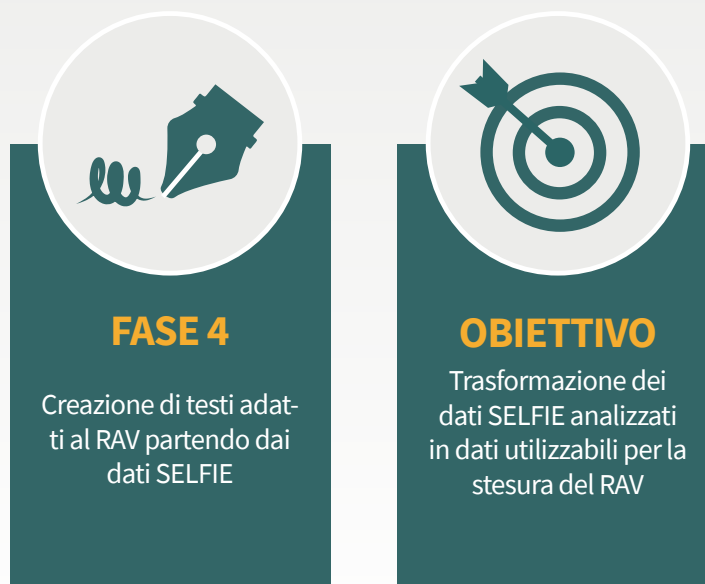 FASE 4
Creazione di testi adat-
ti al RAV partendo dai
dati SELFIE
OBIETTIVO
Trasformazione dei
dati SELFIE analizzati
in dati utilizzabili per la
stesura del RAV